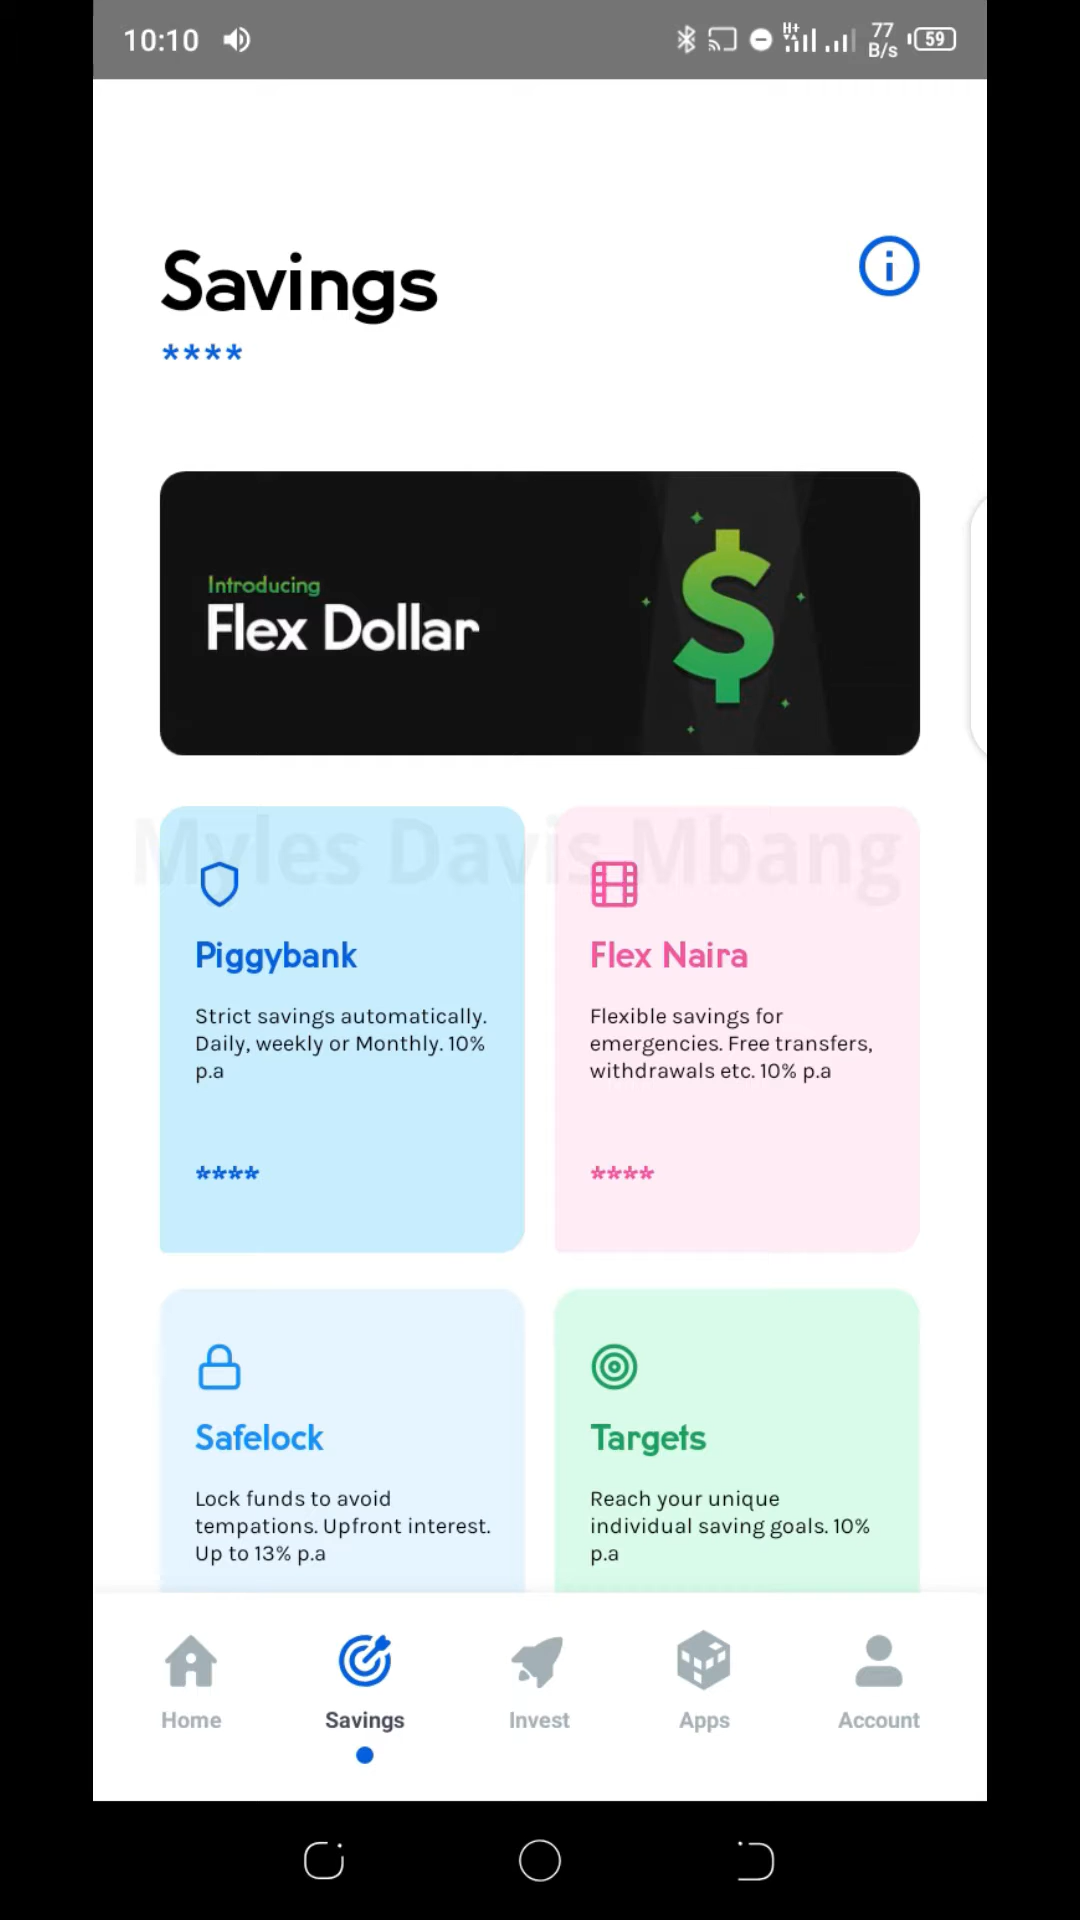 10:10
H+
77
B/s
59
Savings
****
Introducing
Flex Dollar
Myles Davis Mbang
Piggybank
Strict savings automatically.
Daily, weekly or Monthly. 10%
p.a
****
Flex Naira
Flexible savings for
emergencies. Free transfers,
withdrawals etc. 10% p.a
****
Safelock
Lock funds to avoid
tempations. Upfront interest.
Up to 13% p.a
Targets
Reach your unique
individual saving goals. 10%
p.a
Home
Savings
Invest
Apps
Account